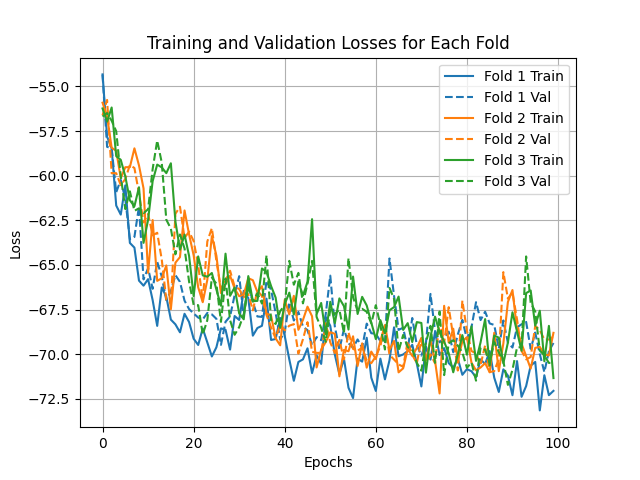 Training and Validation Losses for Each Fold
Fold 1 Train
Fold 1 Val
Fold 2 Train
Fold 2 Val
Fold 3 Train
Fold 3 Val
−55.0
−57.5
−60.0
−62.5
−65.0
−67.5
−70.0
−72.5
Loss
0 20 40 60 80 100
Epochs